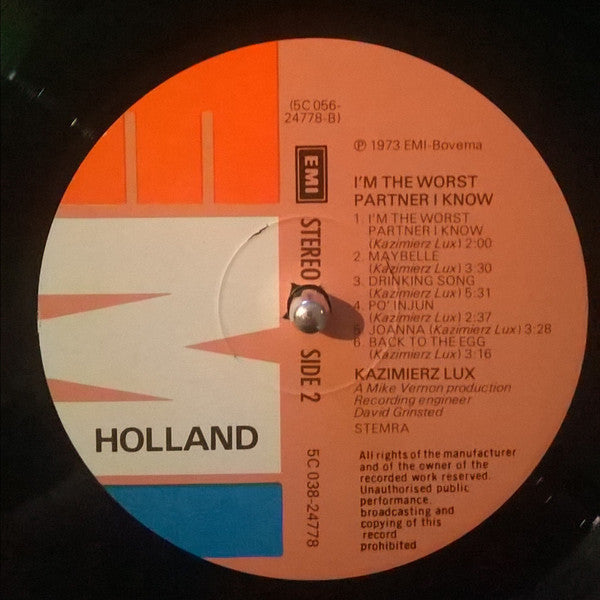 (5C 056-
24778-B)
℗ 1973 EMI-Bovema
EMI
STEREO
SIDE 2
5C 038-24778
HOLLAND
I'M THE WORST
PARTNER I KNOW
1. I'M THE WORST
PARTNER I KNOW
(Kazimierz Lux) 2:00
2. MAYBELLE
(Kazimierz Lux) 3:30
3. DRINKING SONG
(Kazimierz Lux) 5:31
4. PO' INJUN
(Kazimierz Lux) 2:37
5. JOANNA (Kazimierz Lux) 3:28
6. BACK TO THE EGG
(Kazimierz Lux) 3:16
KAZIMIERZ LUX
A Mike Vernon production
Recording engineer
David Grinsted
STEMRA
All rights of the manufacturer
and of the owner of the
recorded work reserved.
Unauthorised public
performance,
broadcasting and
copying of this
record
prohibited